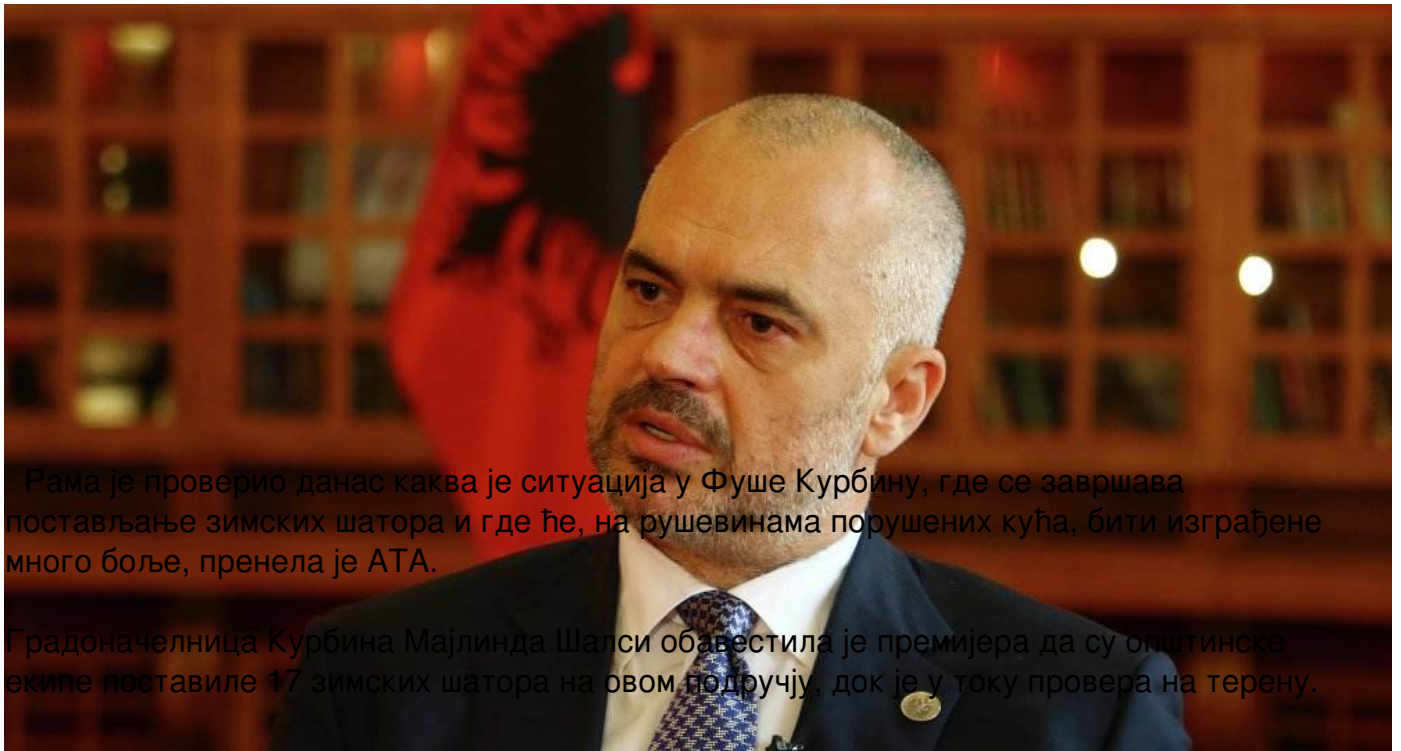 Рама је проверио данас каква је ситуација у Фуше Курбину, где се завршава
постављање зимских шатора и где ће, на рушевинама порушених кућа, бити изграђене
много боље, пренела је АТА.
Градоначелница Курбина Мајлинда Шалси обавестила је премијера да су општинске
екипе поставиле 17 зимских шатора на овом подручју, док је у току провера на терену.